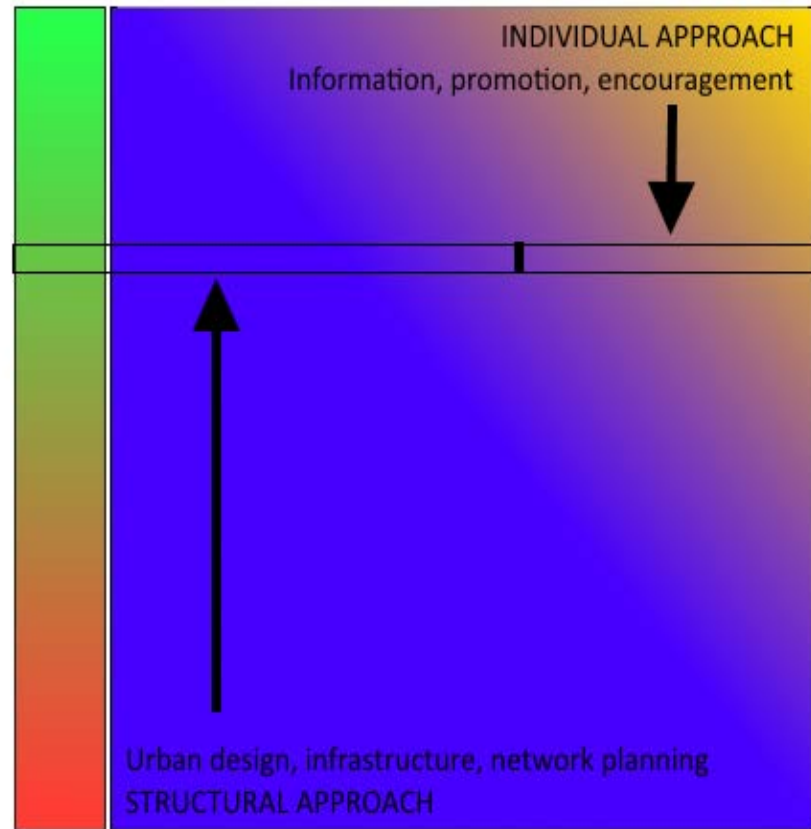 INDIVIDUAL APPROACH
Information, promotion, encouragement
Urban design, infrastructure, network planning
STRUCTURAL APPROACH